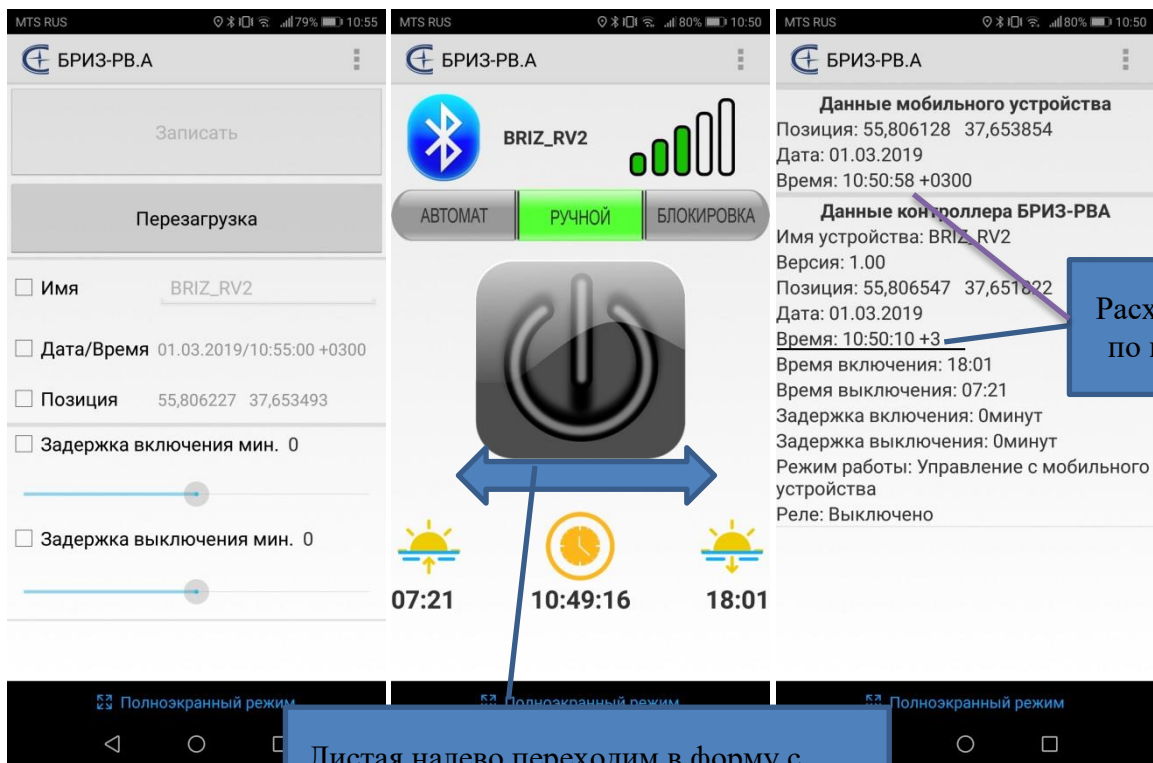 MTS RUS 79% 10:55
БРИЗ-РВ.А
Записать
Перезагрузка
Имя BRIZ_RV2
Дата/Время 01.03.2019/10:55:00 +0300
Позиция 55,806227 37,653493
Задержка включения мин. 0
Задержка выключения мин. 0
Полноэкранный режим
MTS RUS 80% 10:50
БРИЗ-РВ.А
BRIZ_RV2
АВТОМАТ РУЧНОЙ БЛОКИРОВКА
07:21 10:49:16 18:01
Полноэкранный режим
Листая налево переходим в форму с
MTS RUS 80% 10:50
БРИЗ-РВ.А
Данные мобильного устройства
Позиция: 55,806128 37,653854
Дата: 01.03.2019
Время: 10:50:58 +0300
Данные контроллера БРИЗ-РВА
Имя устройства: BRIZ_RV2
Версия: 1.00
Позиция: 55,806547 37,651822
Дата: 01.03.2019
Время: 10:50:10 +3
Время включения: 18:01
Время выключения: 07:21
Задержка включения: 0минут
Задержка выключения: 0минут
Режим работы: Управление с мобильного
устройства
Реле: Выключено
Полноэкранный режим
по